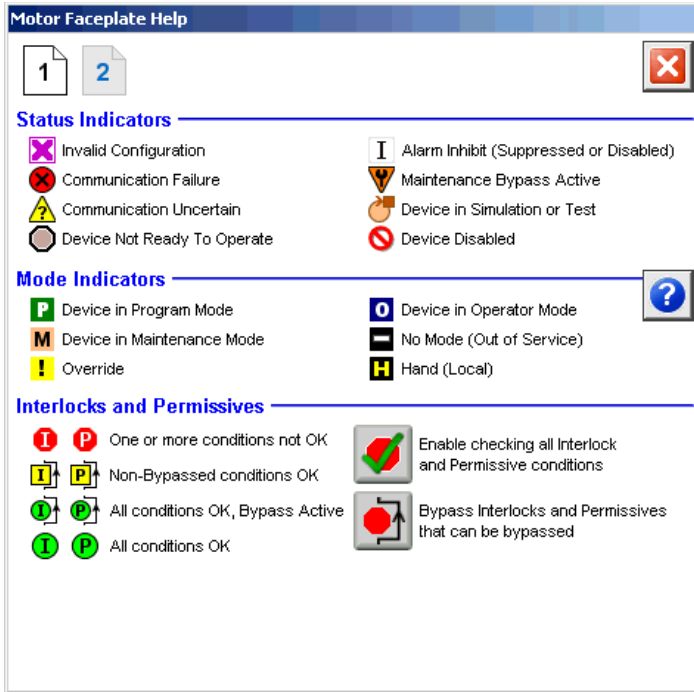 Motor Faceplate Help
1 2
Status Indicators
Invalid Configuration
I Alarm Inhibit (Suppressed or Disabled)
Communication Failure
Maintenance Bypass Active
? Communication Uncertain
Device in Simulation or Test
Device Not Ready To Operate
Device Disabled
Mode Indicators
?
P Device in Program Mode
O Device in Operator Mode
M Device in Maintenance Mode
No Mode (Out of Service)
! Override
H Hand (Local)
Interlocks and Permissives
I P One or more conditions not OK
Enable checking all Interlock
and Permissive conditions
I P Non-Bypassed conditions OK
I P All conditions OK, Bypass Active
Bypass Interlocks and Permissives
that can be bypassed
I P All conditions OK